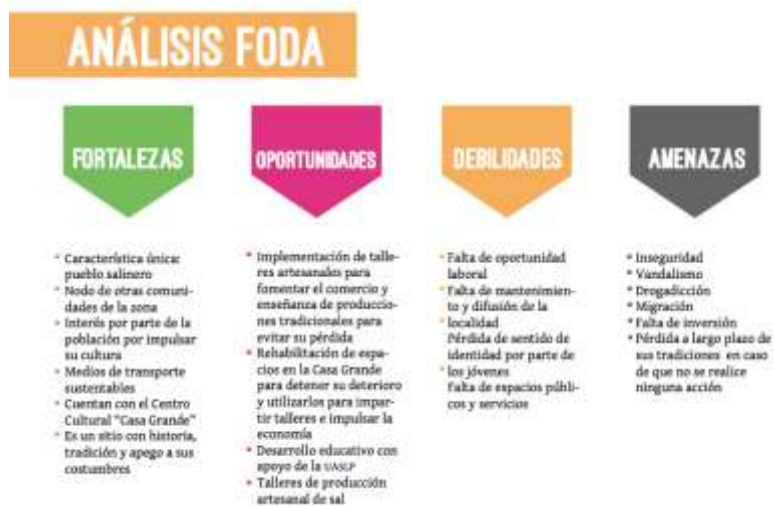 ANÁLISIS FODA
FORTALEZAS
• Característica única:
pueblo salinero
• Nodo de otras comuni-
dades de la zona
• Interés por parte de la
población por impulsar
su cultura
• Medios de transporte
sustentables
• Cuentan con el Centro
Cultural "Casa Grande"
• Es un sitio con historia,
tradición y apego a sus
costumbres
OPORTUNIDADES
• Implementación de talle-
res artesanales para
fomentar el comercio y
enseñanza de produccio-
nes tradicionales para
evitar su pérdida
• Rehabilitación de espa-
cios en la Casa Grande
para detener su deterioro
y utilizarlos para impar-
tir talleres e impulsar la
economía
• Desarrollo educativo con
apoyo de la UASLP
• Talleres de producción
artesanal de sal
DEBILIDADES
• Falta de oportunidad
laboral
• Falta de mantenimien-
to y difusión de la
• localidad
Pérdida de sentido de
identidad por parte de
• los jóvenes
Falta de espacios públi-
cos y servicios
AMENAZAS
• Inseguridad
• Vandalismo
• Drogadicción
• Migración
• Falta de inversión
• Pérdida a largo plazo de
sus tradiciones en caso
de que no se realice
ninguna acción